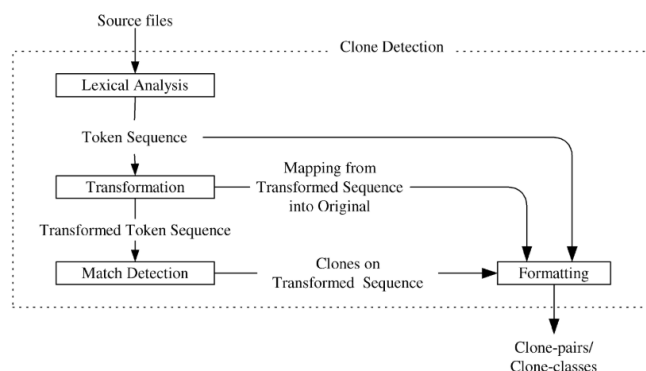 Source files
Clone Detection
Lexical Analysis
Token Sequence
Mapping from
Transformation
Transformed Sequence
into Original
Transformed Token Sequence
Match Detection
Clones on
Transformed Sequence
Formatting
Clone-pairs/
Clone-classes